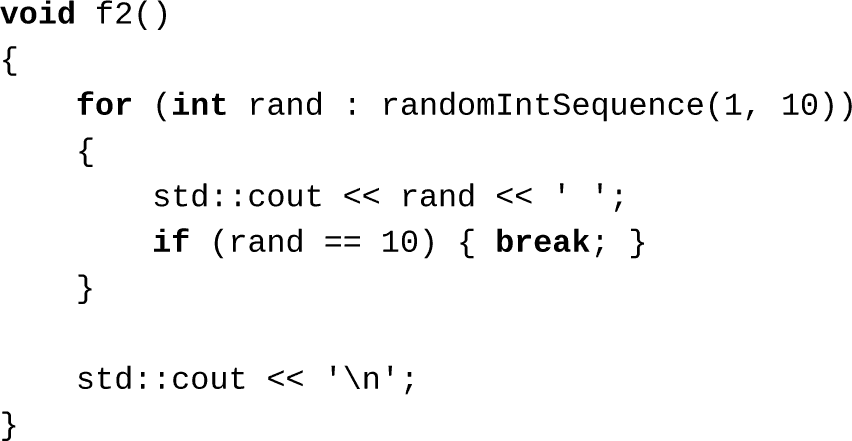 void f2()
{
    for (int rand : randomIntSequence(1, 10))
    {
        std::cout << rand << ' ';
        if (rand == 10) { break; }
    }

    std::cout << '\n';
}